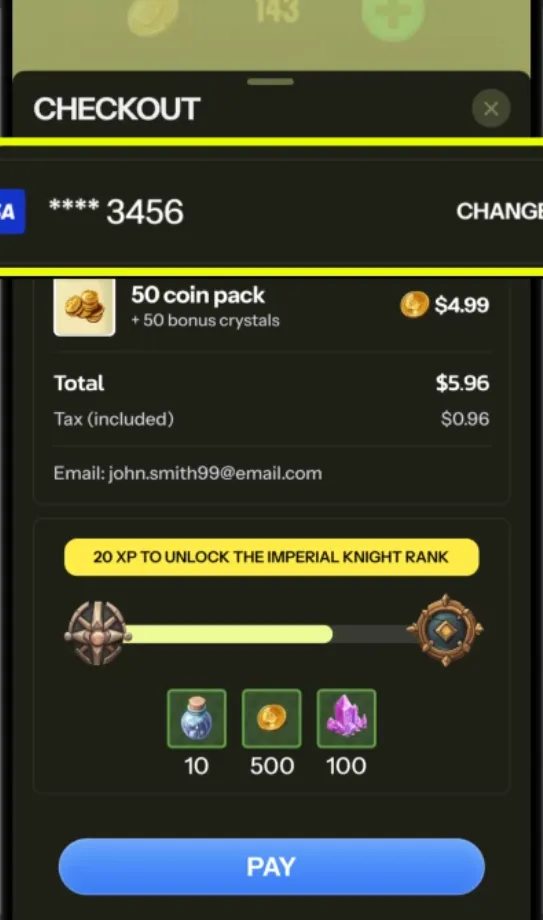 143
CHECKOUT
**** 3456 CHANGE
50 coin pack $4.99
+ 50 bonus crystals
Total $5.96
Tax (included) $0.96
Email: john.smith99@email.com
20 XP TO UNLOCK THE IMPERIAL KNIGHT RANK
10 500 100
PAY